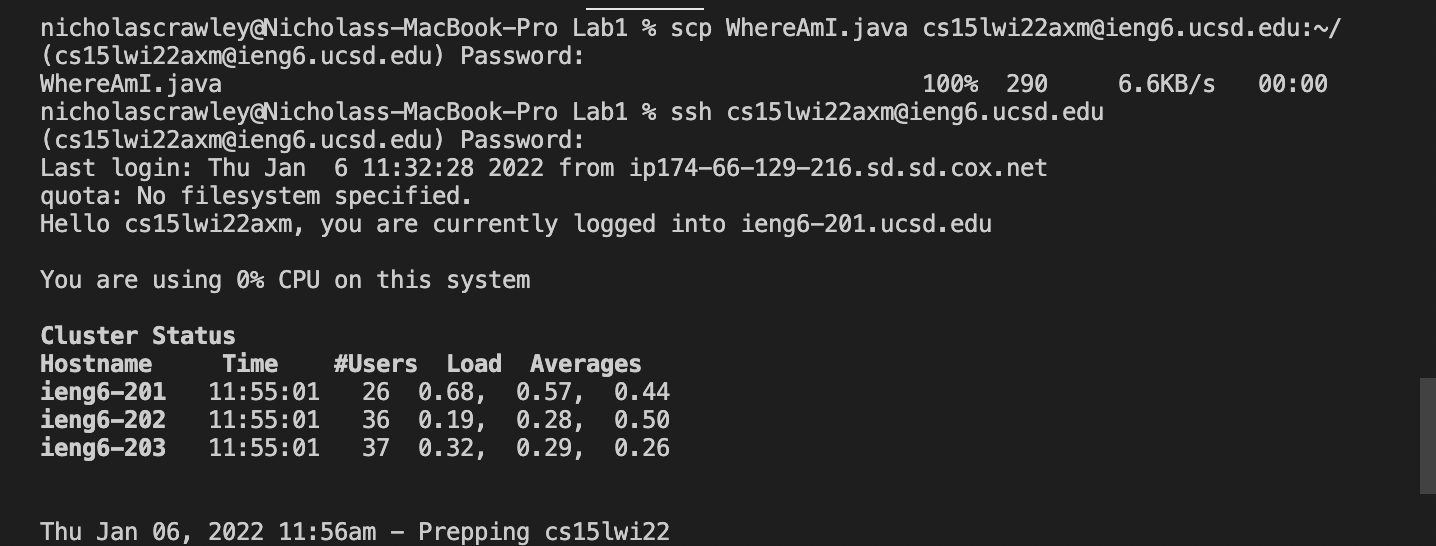 nicholascrawley@Nicholass-MacBook-Pro Lab1 % scp WhereAmI.java cs15lwi22axm@ieng6.ucsd.edu:~/
(cs15lwi22axm@ieng6.ucsd.edu) Password:
WhereAmI.java 100% 290 6.6KB/s 00:00
nicholascrawley@Nicholass-MacBook-Pro Lab1 % ssh cs15lwi22axm@ieng6.ucsd.edu
(cs15lwi22axm@ieng6.ucsd.edu) Password:
Last login: Thu Jan  6 11:32:28 2022 from ip174-66-129-216.sd.sd.cox.net
quota: No filesystem specified.
Hello cs15lwi22axm, you are currently logged into ieng6-201.ucsd.edu
You are using 0% CPU on this system
Cluster Status
Hostname Time #Users Load Averages
ieng6-201 11:55:01 26 0.68, 0.57, 0.44
ieng6-202 11:55:01 36 0.19, 0.28, 0.50
ieng6-203 11:55:01 37 0.32, 0.29, 0.26
Thu Jan 06, 2022 11:56am - Prepping cs15lwi22